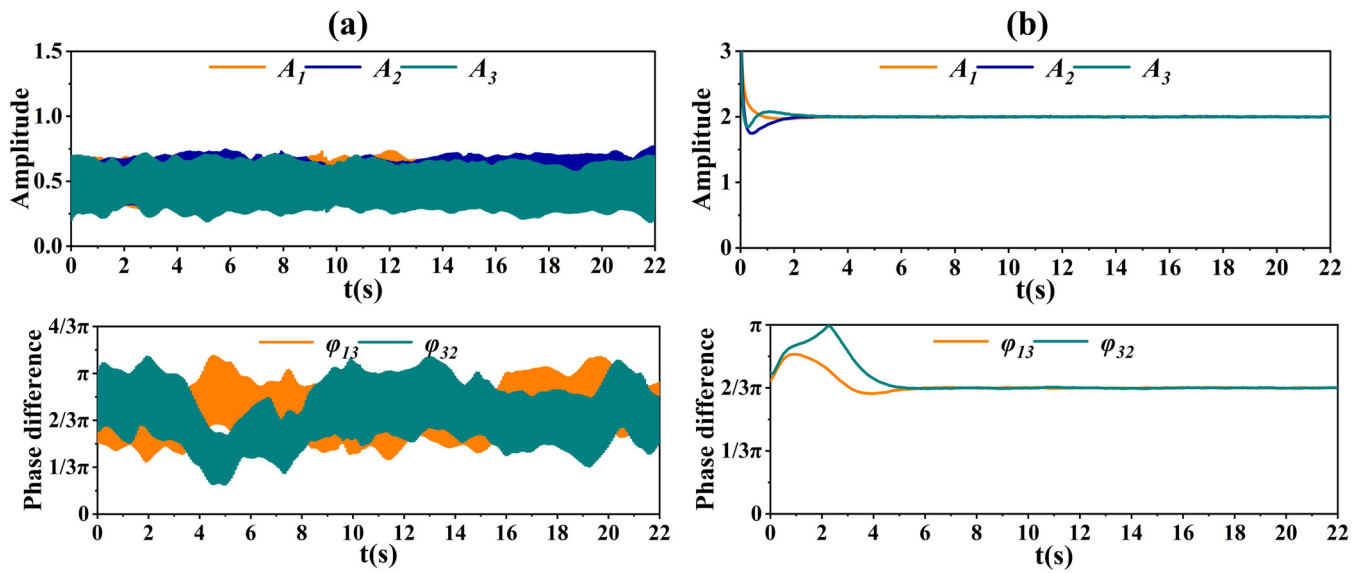 (a)
1.5
1.0
0.5
0.0
Amplitude
A1 A2 A3
0 2 4 6 8 10 12 14 16 18 20 22
t(s)
4/3π
π
2/3π
1/3π
0
Phase difference
φ13 φ32
0 2 4 6 8 10 12 14 16 18 20 22
t(s)
(b)
3
2
1
0
Amplitude
A1 A2 A3
0 2 4 6 8 10 12 14 16 18 20 22
t(s)
π
2/3π
1/3π
0
Phase difference
φ13 φ32
0 2 4 6 8 10 12 14 16 18 20 22
t(s)